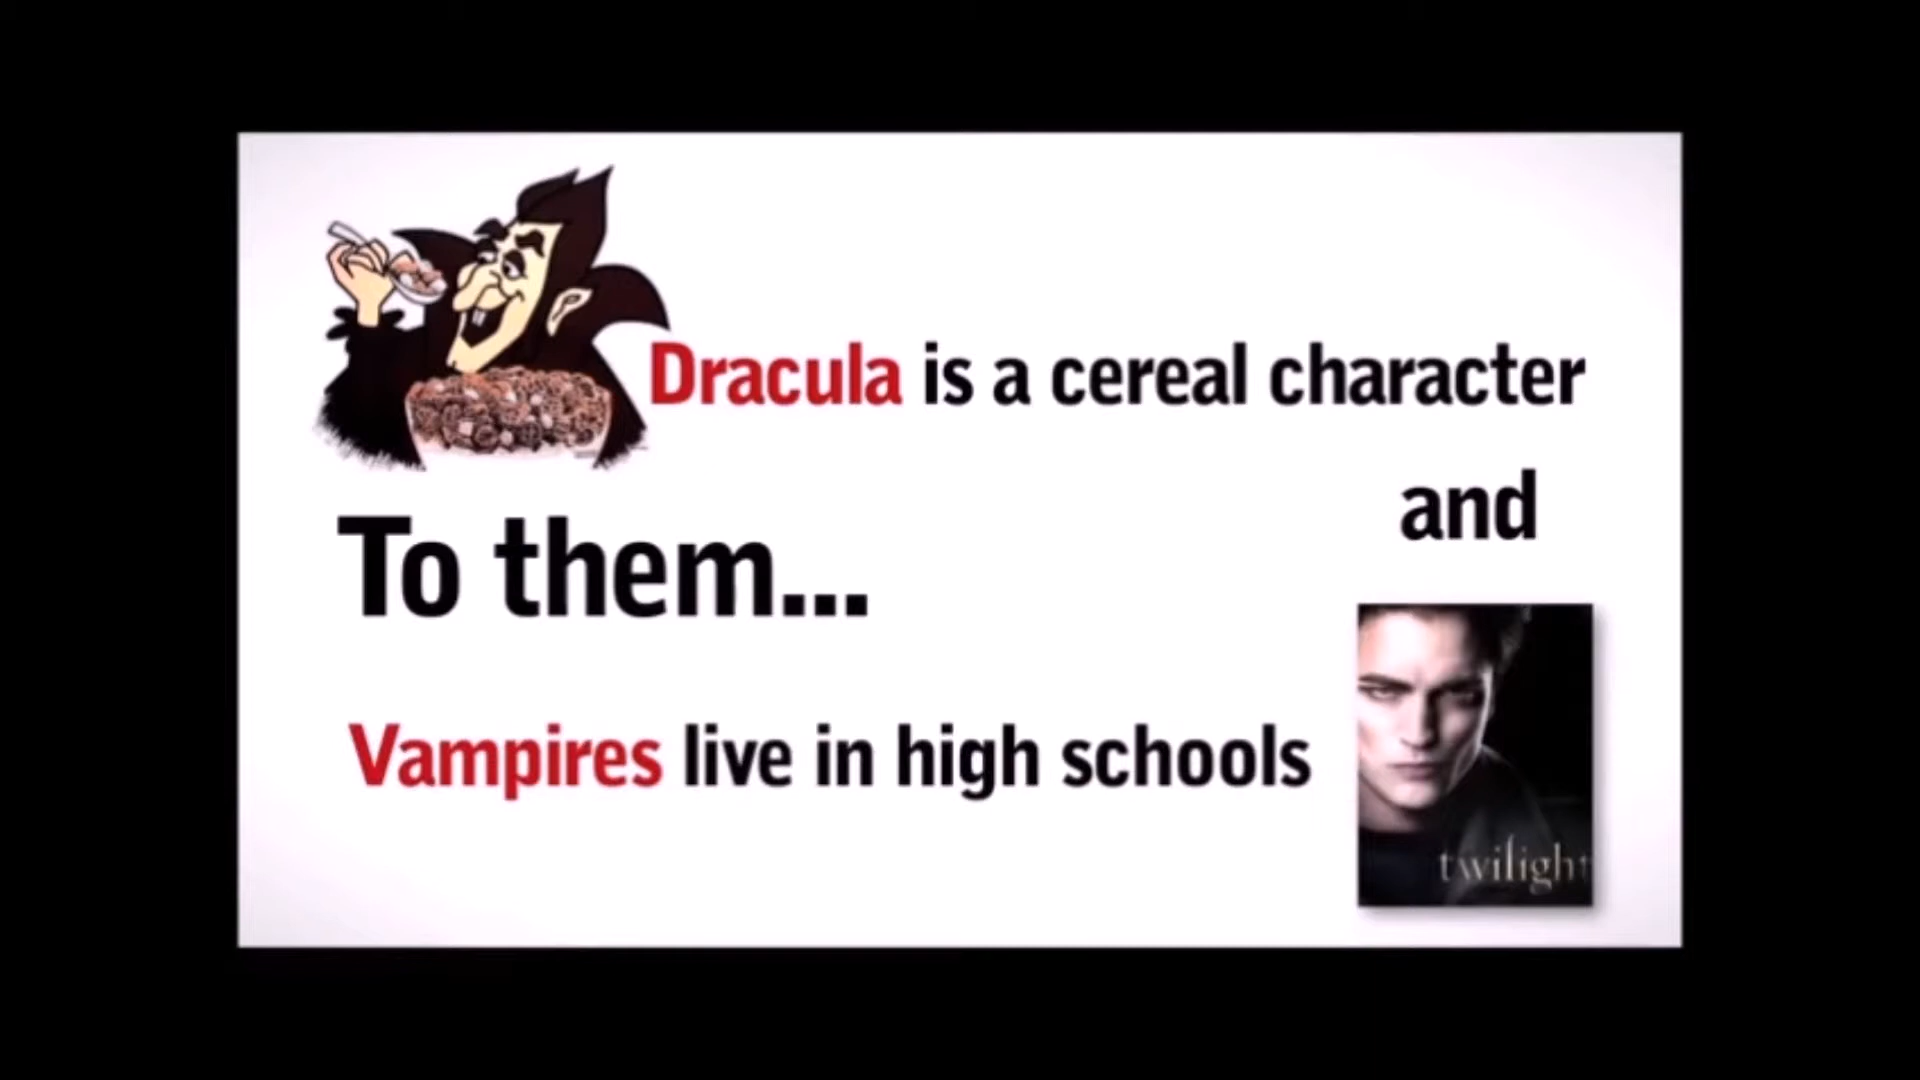 Dracula is a cereal character
and
To them...
Vampires live in high schools
twilight